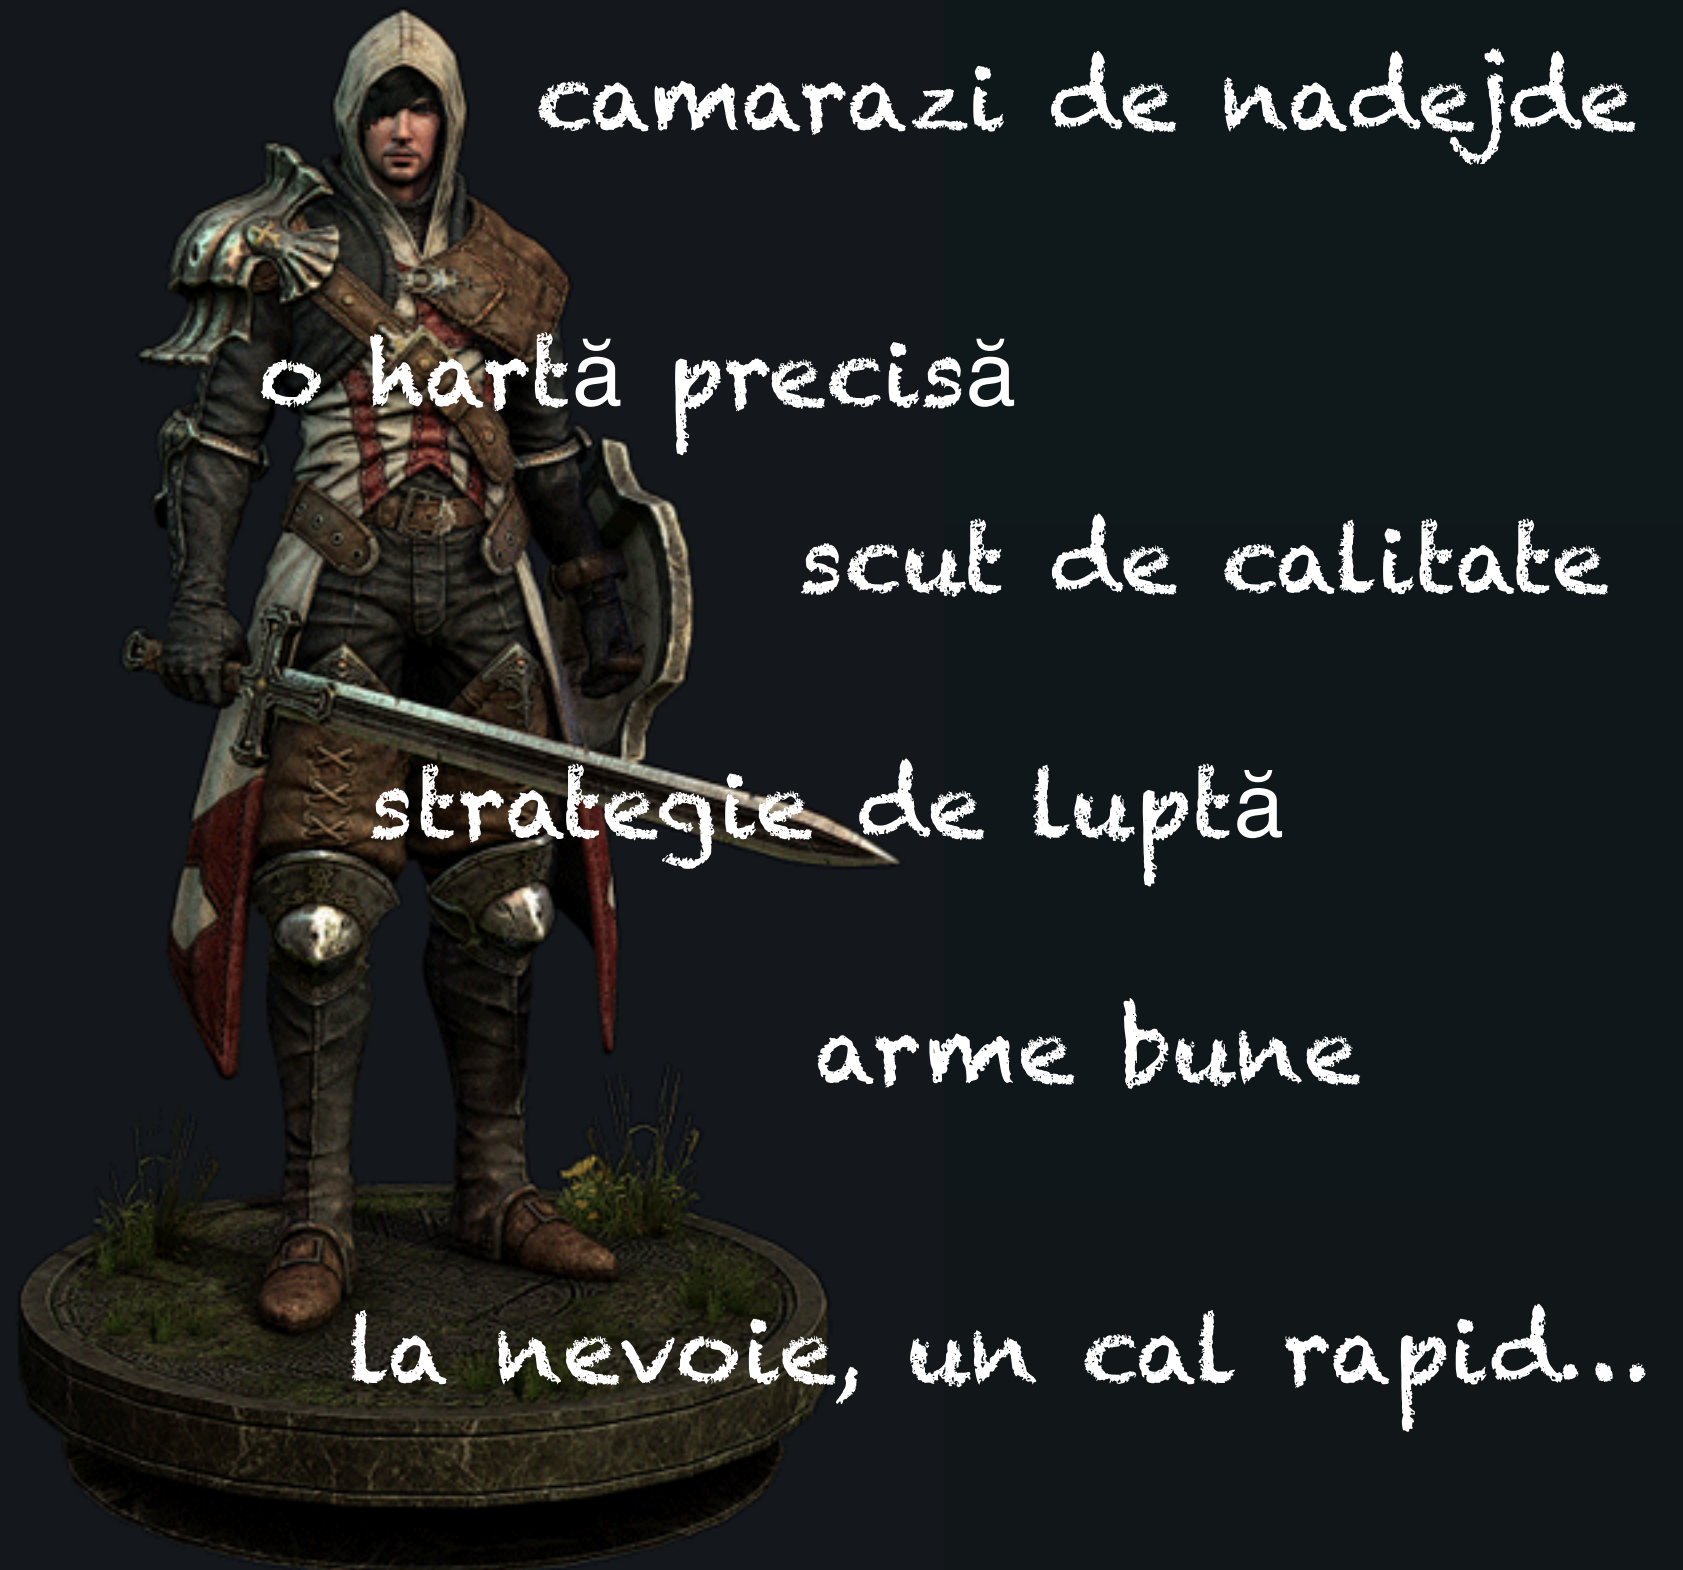 camarazi de nadejde
o hartă precisă
scut de calitate
strategie de luptă
arme bune
la nevoie, un cal rapid...